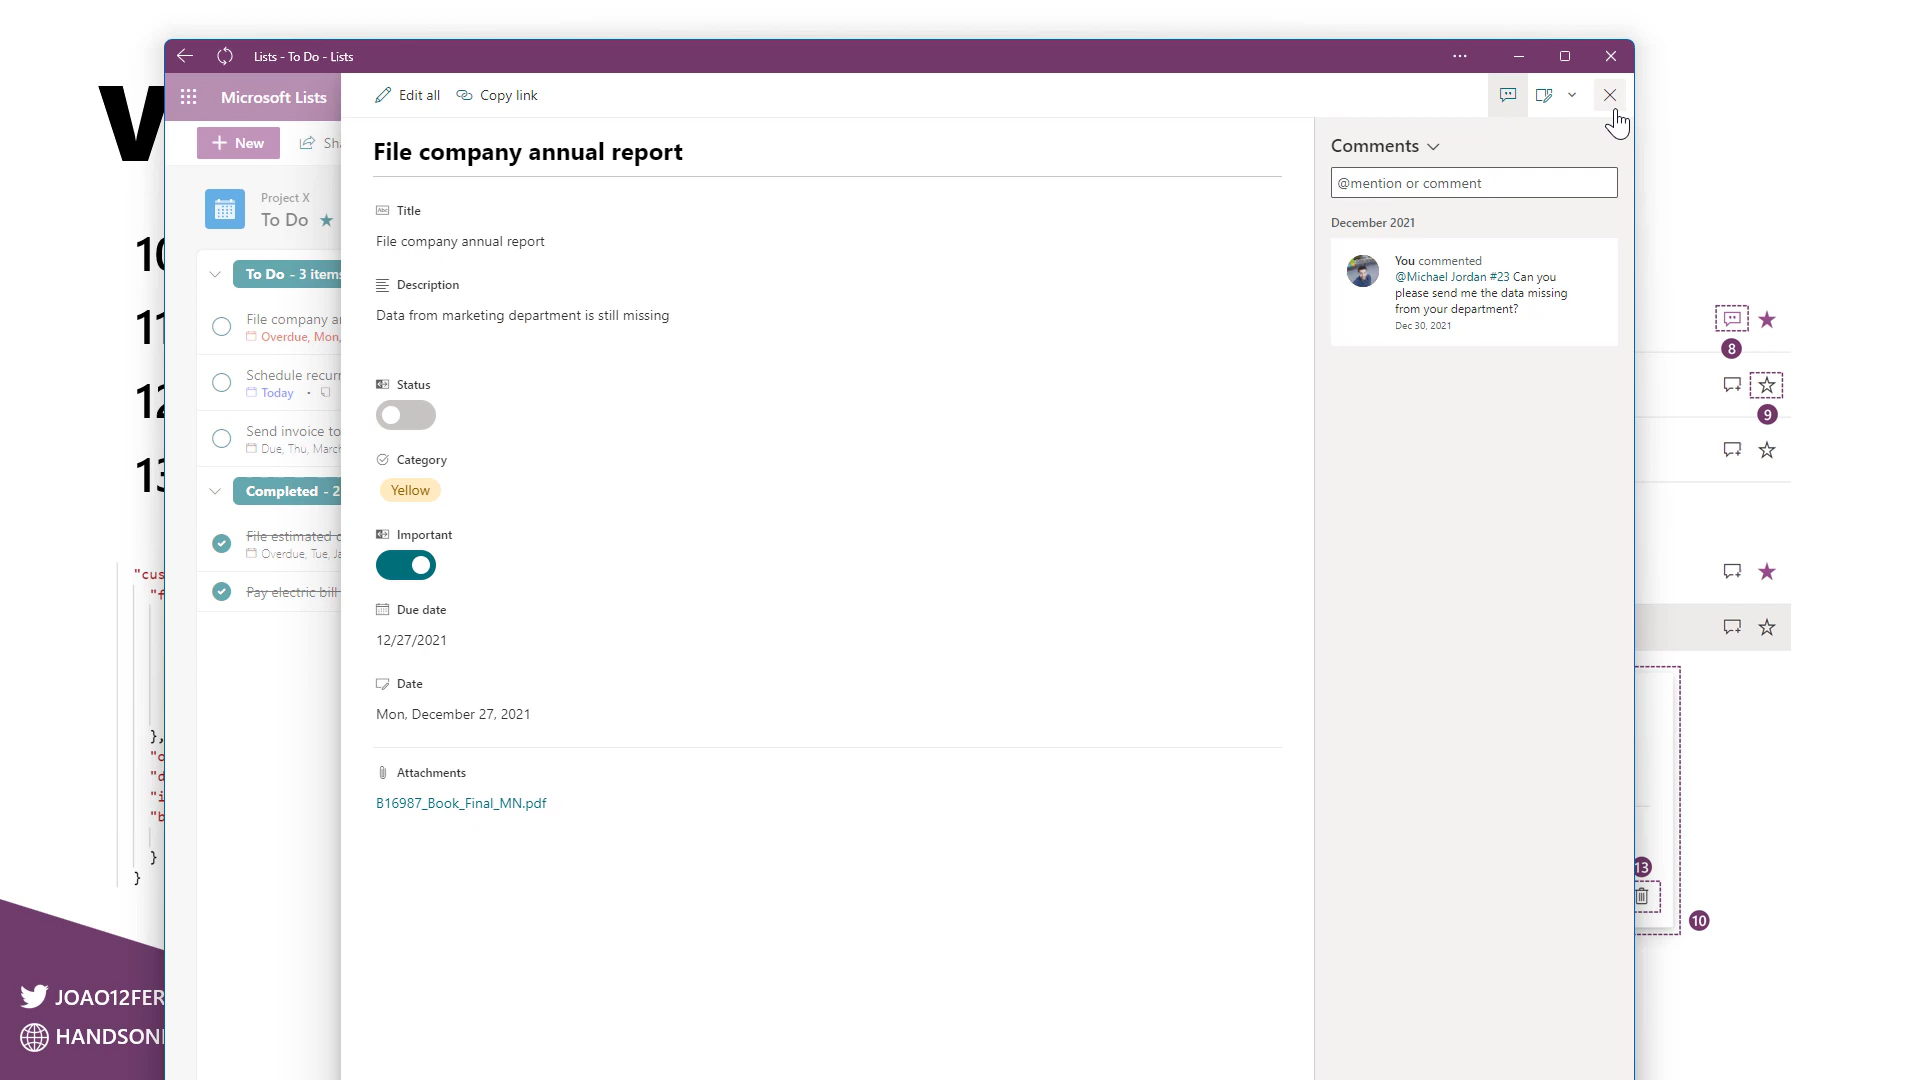 Lists - To Do - Lists
Microsoft Lists
New
Project X
To Do
To Do - 3 items
File company
Overdue, Mon,
Schedule
Today
Send invoice to
Due, Thu, March
Completed - 2
File estimated
Overdue, Tue,
Pay electric bill
Edit all
Copy link
File company annual report
Title
File company annual report
Description
Data from marketing department is still missing
Status
Category
Yellow
Important
Due date
12/27/2021
Date
Mon, December 27, 2021
Attachments
B16987_Book_Final_MN.pdf
Comments
@mention or comment
December 2021
You commented
@Michael Jordan #23 Can you
please send me the data missing
from your department?
Dec 30, 2021
8
9
13
10
10
11
12
13
"cus
"f
},
"o
"d
"i
"b
}
}
JOAO12FER
HANDSON